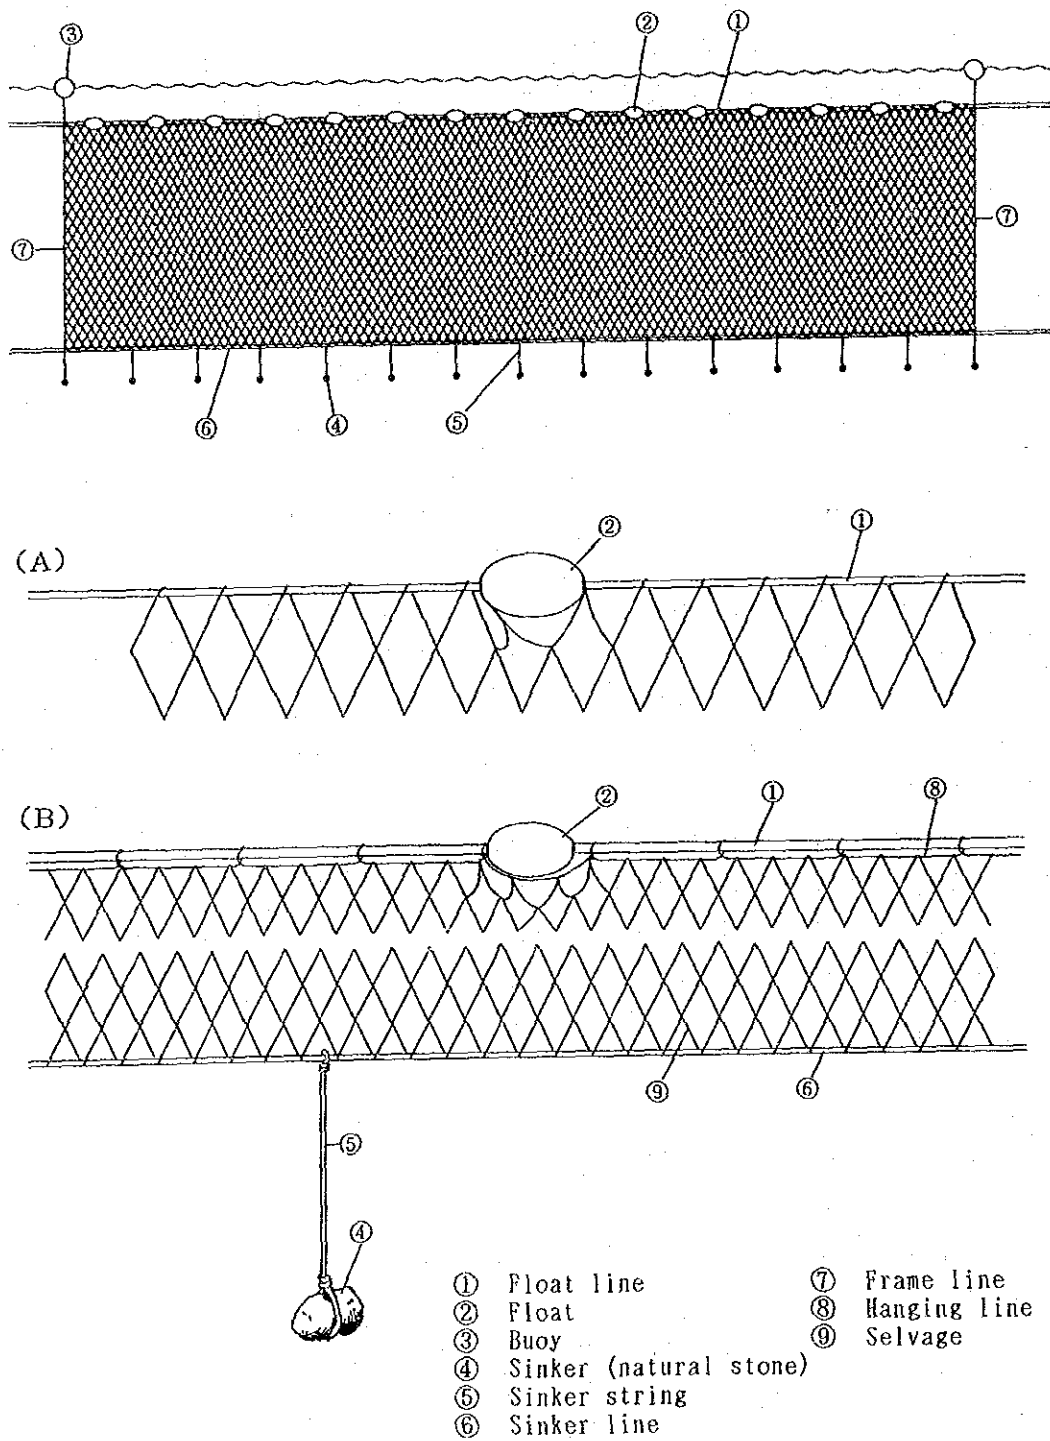 ③ ② ①
⑦ ⑦
⑥ ④ ⑤
(A) ② ①
(B) ② ① ⑧
⑨ ⑥
⑤
④
① Float line
② Float
③ Buoy
④ Sinker (natural stone)
⑤ Sinker string
⑥ Sinker line
⑦ Frame line
⑧ Hanging line
⑨ Selvage